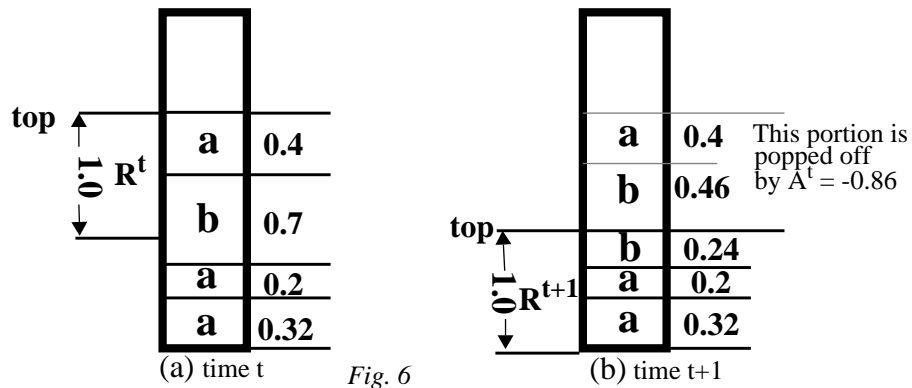 top
1.0
R^t
a 0.4
b 0.7
a 0.2
a 0.32
(a) time t
Fig. 6
top
1.0
R^{t+1}
a 0.4
b 0.46
b 0.24
a 0.2
a 0.32
This portion is
popped off
by A^t = -0.86
(b) time t+1